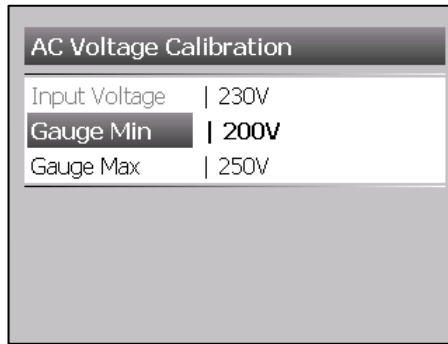 AC Voltage Calibration
Input Voltage | 230V
Gauge Min | 200V
Gauge Max | 250V